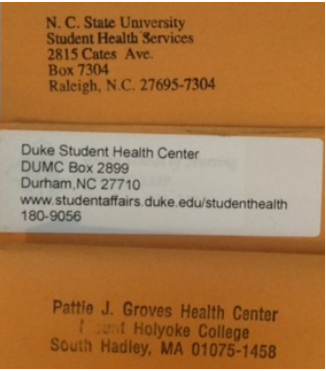 N. C. State University
Student Health Services
2815 Cates Ave.
Box 7304
Raleigh, N.C. 27695-7304
Duke Student Health Center
DUMC Box 2899
Durham,NC 27710
www.studentaffairs.duke.edu/studenthealth
180-9056
Pattie J. Groves Health Center
Holyoke College
South Hadley, MA 01075-1458